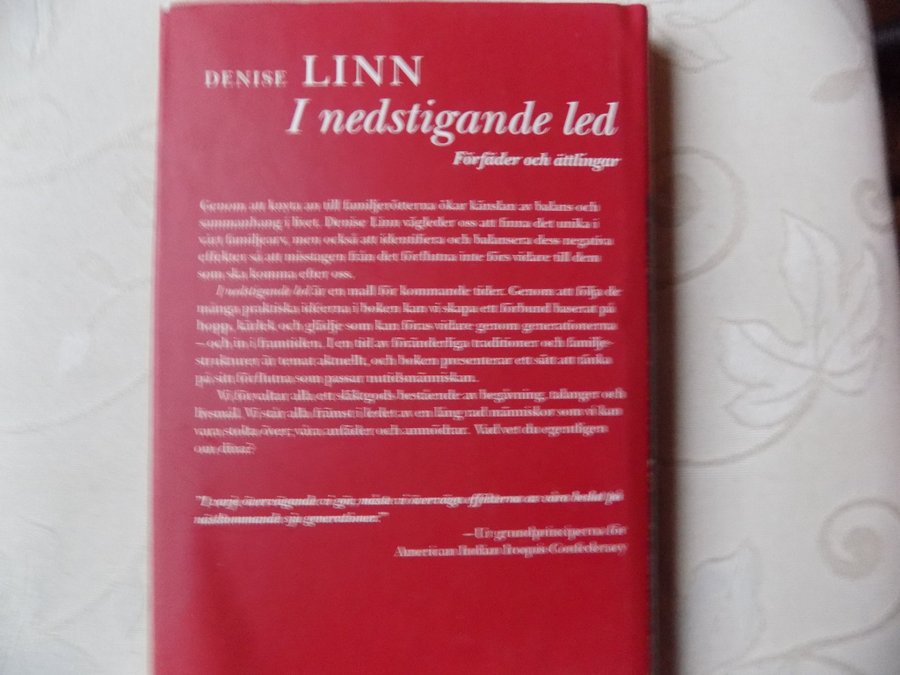 DENISE LINN
I nedstigande led
Förfäder och ättlingar
Genom att knyta an till familjerötterna ökar känslan av balans och
sammanhang i livet. Denise Linn vägleder oss att finna det unika i
vårt familjearv, men också att identifiera och balansera dess negativa
effekter så att misstagen från det förflutna inte förs vidare till dem
som ska komma efter oss.
I nedstigande led är en mall för kommande tider. Genom att följa de
många praktiska idéerna i boken kan vi skapa ett förbund baserat på
hopp, kärlek och glädje som kan föras vidare genom generationerna
– och in i framtiden. I en tid av föränderliga traditioner och familje-
strukturer är temat aktuellt, och boken presenterar ett sätt att tänka
på sitt förflutna som passar nutidsmänniskan.
Vi förvaltar alla ett släktgods bestående av begåvning, talanger och
livsmål. Vi står alla främst i ledet av en lång rad människor som vi kan
vara stolta över; våra anfäder och anmödrar. Vad vet du egentligen
om dina?
"I varje övervägande vi gör, måste vi överväga effekterna av våra beslut på
nästkommande sju generationer."
—Ur grundprinciperna för
American Indian Iroquis Confederacy